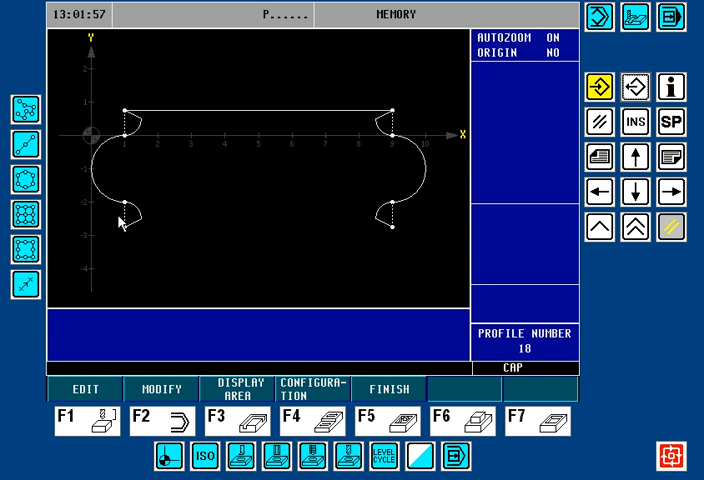 13:01:57 P...... MEMORY
AUTOZOOM ON
ORIGIN NO
Y
X
2
1
1 2 3 4 5 6 7 8 9 10
-1
-2
-3
-4
INS SP
PROFILE NUMBER
18
CAP
EDIT MODIFY DISPLAY AREA CONFIGURA-TION FINISH
F1 F2 F3 F4 F5 F6 F7
ISO LEVEL CYCLE